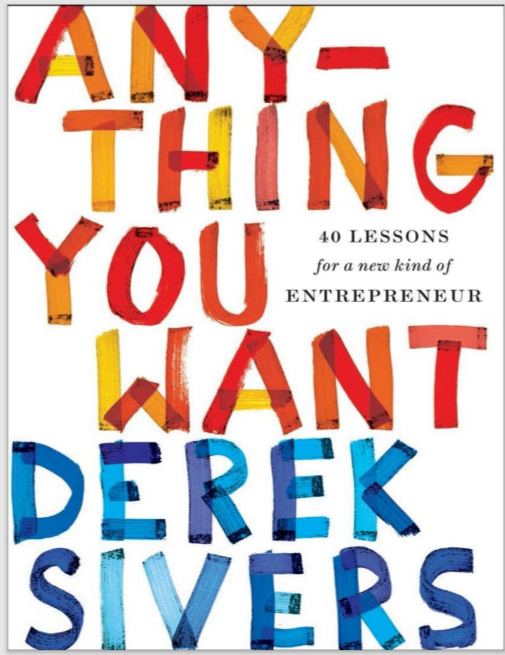 ANY-
THING
YOU
40 LESSONS
for a new kind of
ENTREPRENEUR
WANT
DEREK
SIVERS